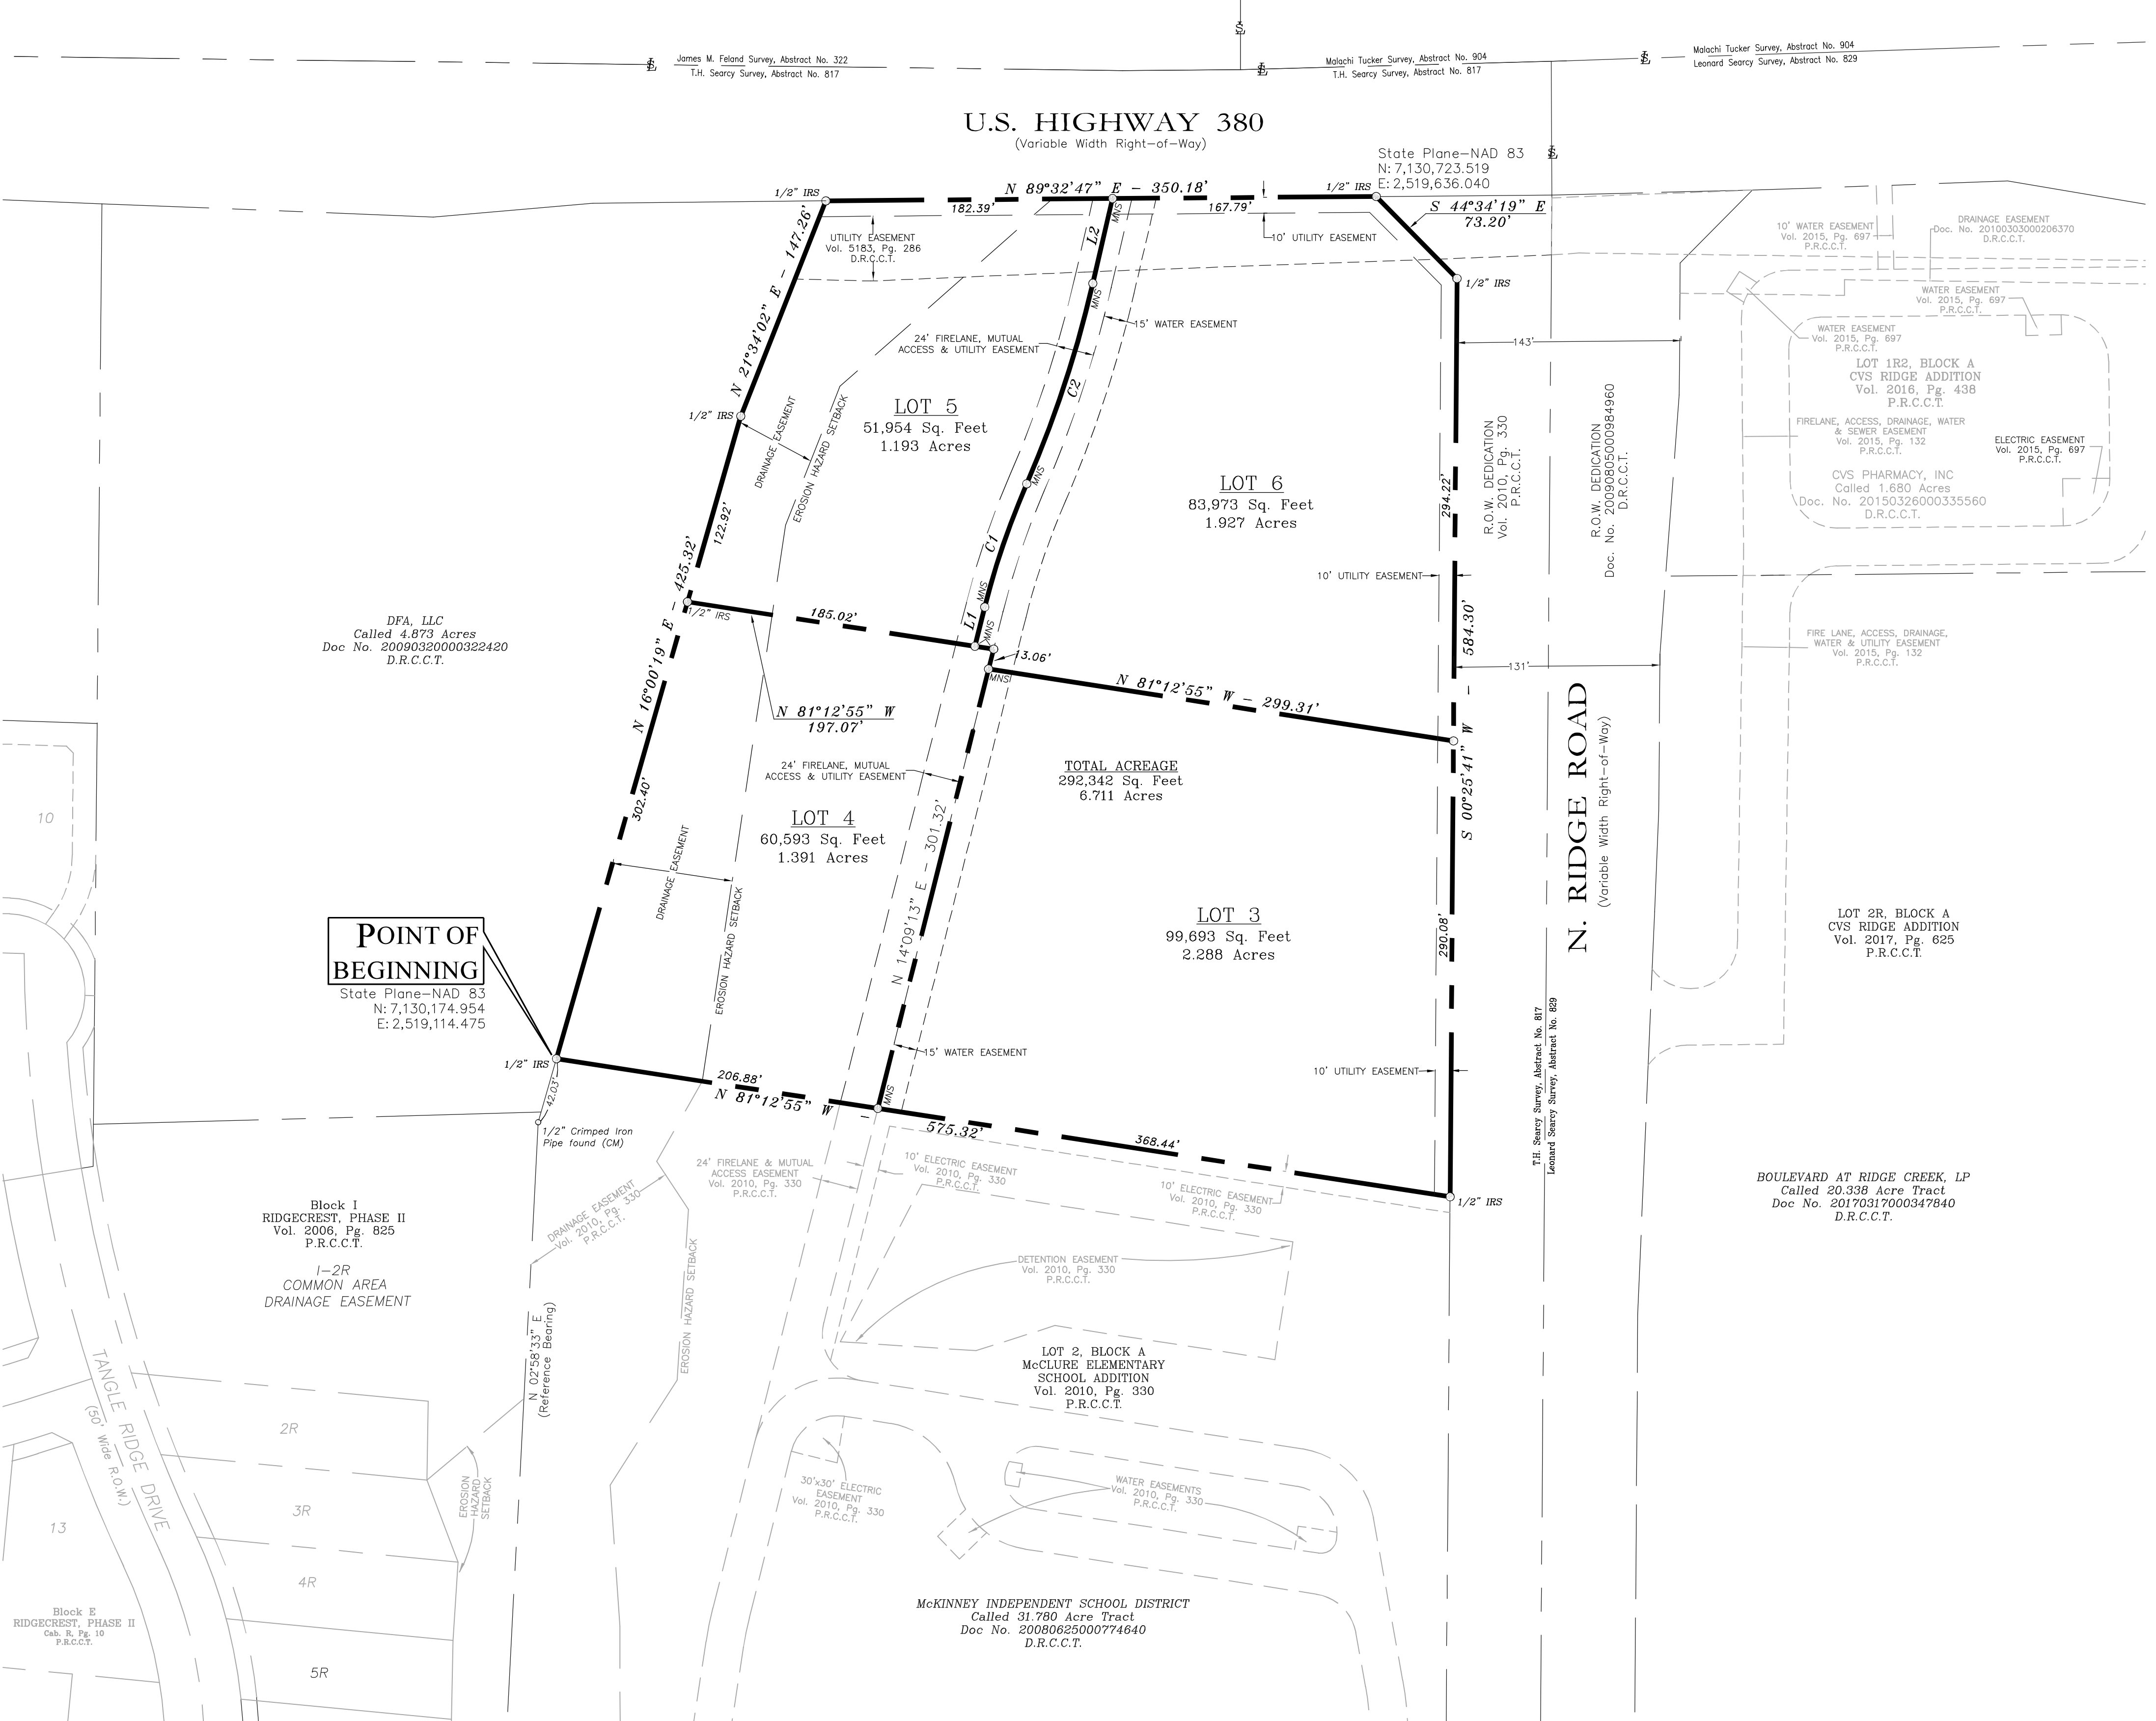 James M. Feland Survey, Abstract No. 322
T.H. Searcy Survey, Abstract No. 817
Malachi Tucker Survey, Abstract No. 904
T.H. Searcy Survey, Abstract No. 817
Malachi Tucker Survey, Abstract No. 904
Leonard Searcy Survey, Abstract No. 829
U.S. HIGHWAY 380
(Variable Width Right-of-Way)
State Plane-NAD 83
N: 7,130,723.519
E: 2,519,636.040
1/2" IRS
N 89°32'47" E - 350.18'
182.39'
MNS
167.79'
1/2" IRS
S 44°34'19" E
73.20'
1/2" IRS
UTILITY EASEMENT
Vol. 5183, Pg. 286
D.R.C.C.T.
10' UTILITY EASEMENT
N 21°34'02" E - 147.26'
L2
MNS
15' WATER EASEMENT
24' FIRELANE, MUTUAL
ACCESS & UTILITY EASEMENT
C2
10' WATER EASEMENT
Vol. 2015, Pg. 697
P.R.C.C.T.
DRAINAGE EASEMENT
Doc. No. 20100303000206370
D.R.C.C.T.
WATER EASEMENT
Vol. 2015, Pg. 697
P.R.C.C.T.
WATER EASEMENT
Vol. 2015, Pg. 697
P.R.C.C.T.
143'
LOT 1R2, BLOCK A
CVS RIDGE ADDITION
Vol. 2016, Pg. 438
P.R.C.C.T.
FIRELANE, ACCESS, DRAINAGE, WATER
& SEWER EASEMENT
Vol. 2015, Pg. 132
P.R.C.C.T.
ELECTRIC EASEMENT
Vol. 2015, Pg. 697
P.R.C.C.T.
CVS PHARMACY, INC
Called 1.680 Acres
Doc. No. 20150326000335560
D.R.C.C.T.
1/2" IRS
DRAINAGE EASEMENT
EROSION HAZARD SETBACK
LOT 5
51,954 Sq. Feet
1.193 Acres
LOT 6
83,973 Sq. Feet
1.927 Acres
MNS
C1
294.22'
R.O.W. DEDICATION
Vol. 2010, Pg. 330
P.R.C.C.T.
R.O.W. DEDICATION
Doc. No. 20090805000984960
D.R.C.C.T.
122.92'
N 16°00'19" E - 425.32'
10' UTILITY EASEMENT
1/2" IRS
185.02'
MNS
L1
MNS
13.06'
MNS
DFA, LLC
Called 4.873 Acres
Doc No. 20090320000322420
D.R.C.C.T.
FIRE LANE, ACCESS, DRAINAGE,
WATER & UTILITY EASEMENT
Vol. 2015, Pg. 132
P.R.C.C.T.
131'
S 00°25'41" W - 584.30'
N 81°12'55" W - 299.31'
N 81°12'55" W
197.07'
24' FIRELANE, MUTUAL
ACCESS & UTILITY EASEMENT
TOTAL ACREAGE
292,342 Sq. Feet
6.711 Acres
302.40'
10
LOT 4
60,593 Sq. Feet
1.391 Acres
DRAINAGE EASEMENT
EROSION HAZARD SETBACK
N 14°09'13" E - 301.32'
N. RIDGE ROAD
(Variable Width Right-of-Way)
LOT 3
99,693 Sq. Feet
2.288 Acres
290.08'
LOT 2R, BLOCK A
CVS RIDGE ADDITION
Vol. 2017, Pg. 625
P.R.C.C.T.
POINT OF
BEGINNING
State Plane-NAD 83
N: 7,130,174.954
E: 2,519,114.475
T.H. Searcy Survey, Abstract No. 817
Leonard Searcy Survey, Abstract No. 829
1/2" IRS
42.03'
15' WATER EASEMENT
10' UTILITY EASEMENT
206.88'
MNS
N 81°12'55" W - 575.32'
368.44'
1/2" Crimped Iron
Pipe found (CM)
1/2" IRS
24' FIRELANE & MUTUAL
ACCESS EASEMENT
Vol. 2010, Pg. 330
P.R.C.C.T.
10' ELECTRIC EASEMENT
Vol. 2010, Pg. 330
P.R.C.C.T.
10' ELECTRIC EASEMENT
Vol. 2010, Pg. 330
P.R.C.C.T.
DRAINAGE EASEMENT
Vol. 2010, Pg. 330
P.R.C.C.T.
BOULEVARD AT RIDGE CREEK, LP
Called 20.338 Acre Tract
Doc No. 20170317000347840
D.R.C.C.T.
Block I
RIDGECREST, PHASE II
Vol. 2006, Pg. 825
P.R.C.C.T.
I-2R
COMMON AREA
DRAINAGE EASEMENT
DETENTION EASEMENT
Vol. 2010, Pg. 330
P.R.C.C.T.
EROSION HAZARD SETBACK
N 02°58'33" E
(Reference Bearing)
LOT 2, BLOCK A
McCLURE ELEMENTARY
SCHOOL ADDITION
Vol. 2010, Pg. 330
P.R.C.C.T.
TANGLE RIDGE DRIVE
(50' Wide R.O.W.)
2R
3R
EROSION
HAZARD
SETBACK
30'x30' ELECTRIC
EASEMENT
Vol. 2010, Pg. 330
P.R.C.C.T.
WATER EASEMENTS
Vol. 2010, Pg. 330
P.R.C.C.T.
13
4R
McKINNEY INDEPENDENT SCHOOL DISTRICT
Called 31.780 Acre Tract
Doc No. 20080625000774640
D.R.C.C.T.
Block E
RIDGECREST, PHASE II
Cab. R, Pg. 10
P.R.C.C.T.
5R